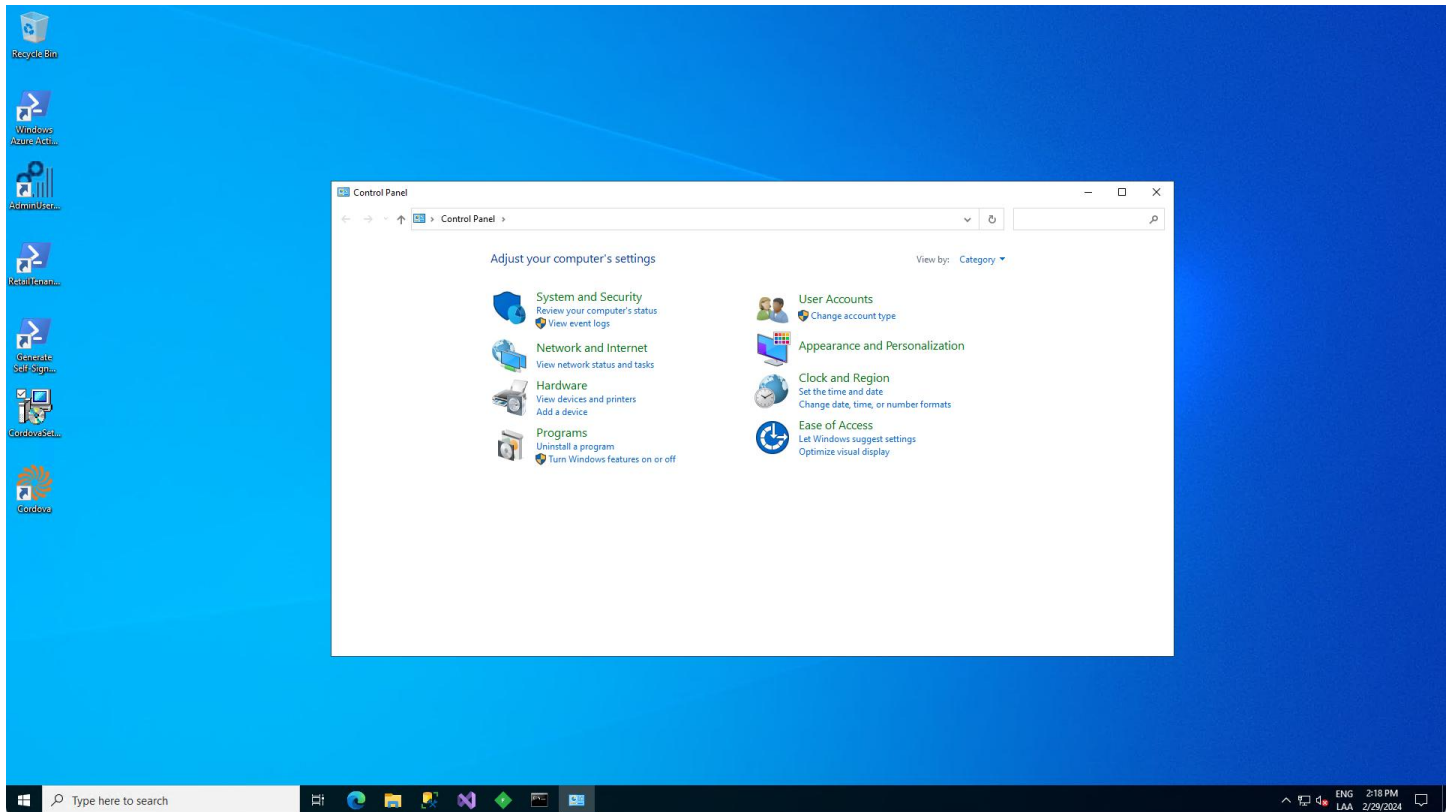 Recycle Bin
Windows
Azure Acti...
AdminUser...
RetailTenan...
Generate
Self-Sign...
CordovaSet...
Cordova
Control Panel
Control Panel
Adjust your computer's settings
View by: Category
System and Security
Review your computer's status
View event logs
Network and Internet
View network status and tasks
Hardware
View devices and printers
Add a device
Programs
Uninstall a program
Turn Windows features on or off
User Accounts
Change account type
Appearance and Personalization
Clock and Region
Set the time and date
Change date, time, or number formats
Ease of Access
Let Windows suggest settings
Optimize visual display
Type here to search
ENG 2:18 PM
LAA 2/29/2024